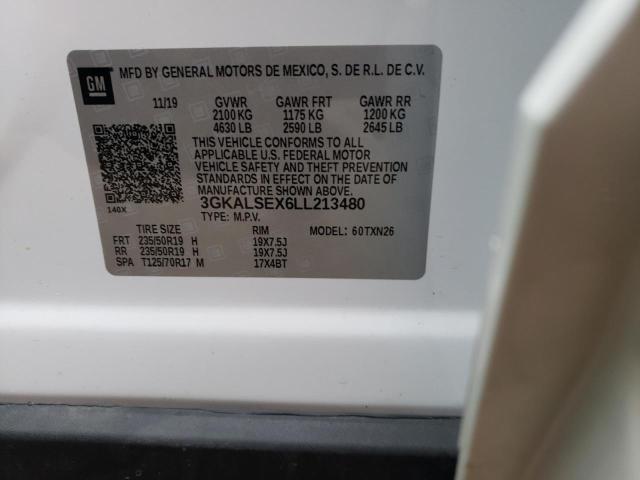 GM MFD BY GENERAL MOTORS DE MEXICO, S. DE R.L. DE C.V.
11/19 GVWR GAWR FRT GAWR RR
2100 KG 1175 KG 1200 KG
4630 LB 2590 LB 2645 LB
THIS VEHICLE CONFORMS TO ALL
APPLICABLE U.S. FEDERAL MOTOR
VEHICLE SAFETY AND THEFT PREVENTION
STANDARDS IN EFFECT ON THE DATE OF
MANUFACTURE SHOWN ABOVE.
140X 3GKALSEX6LL213480
TYPE: M.P.V.
TIRE SIZE RIM MODEL: 60TXN26
FRT 235/50R19 H 19X7.5J
RR 235/50R19 H 19X7.5J
SPA T125/70R17 M 17X4BT